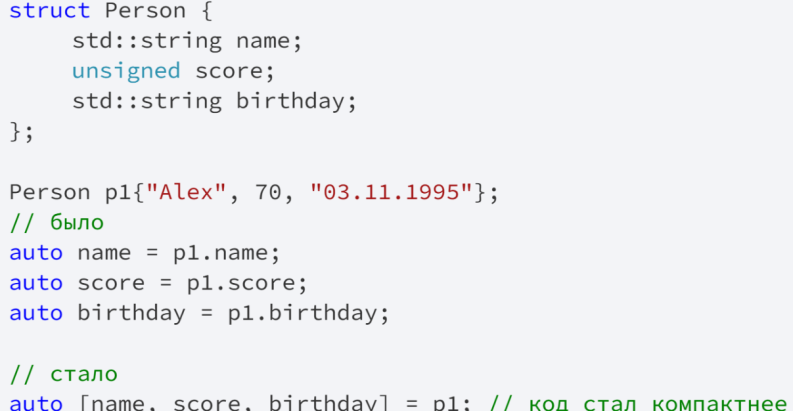 struct Person {
std::string name;
unsigned score;
std::string birthday;
};
Person p1{"Alex", 70, "03.11.1995"};
// было
auto name = p1.name;
auto score = p1.score;
auto birthday = p1.birthday;
// стало
auto [name, score, birthday] = p1; // код стал компактнее